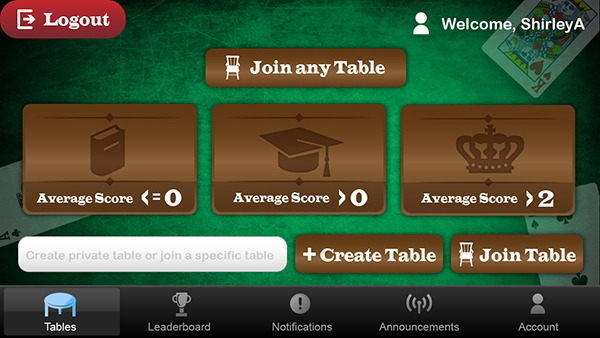 Logout
Welcome, ShirleyA
Join any Table
Average Score <=0
Average Score >0
Average Score >2
Create private table or join a specific table
+ Create Table
Join Table
Tables
Leaderboard
Notifications
Announcements
Account